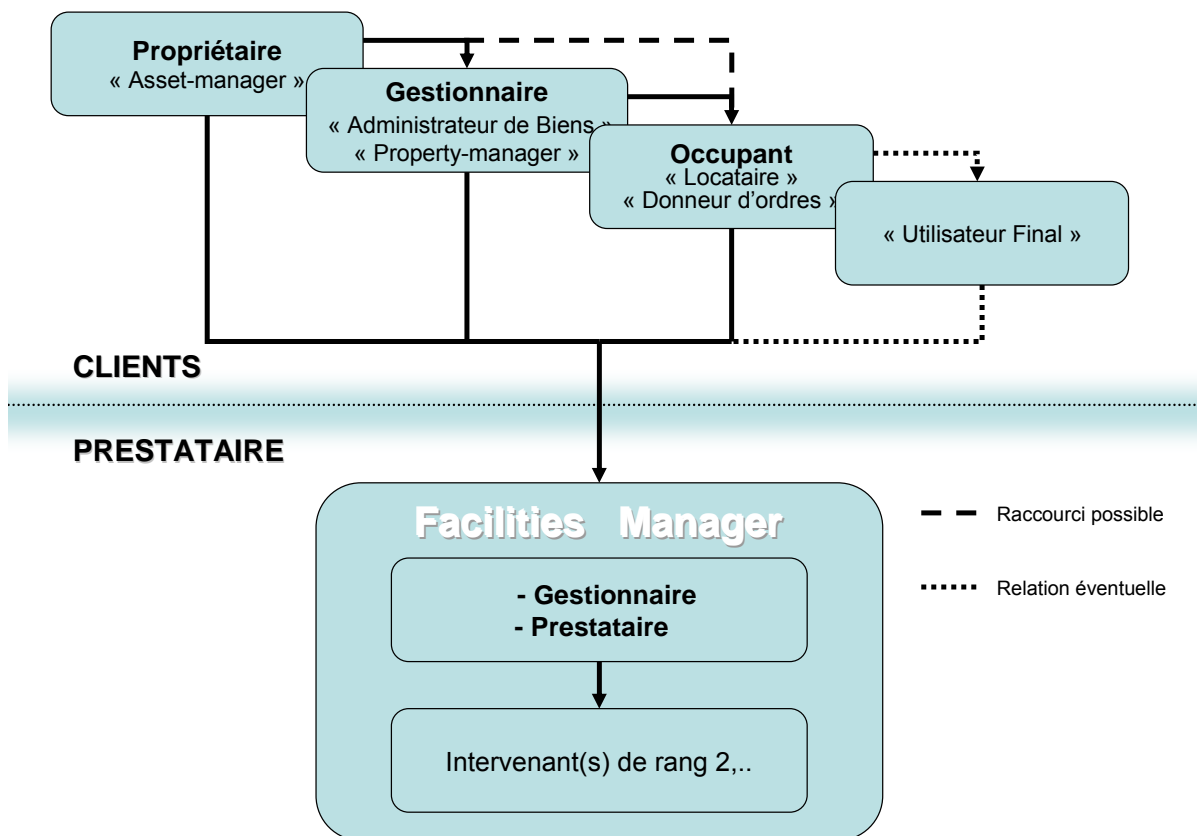 Propriétaire
« Asset-manager »
Gestionnaire
« Administrateur de Biens »
« Property-manager »
Occupant
« Locataire »
« Donneur d'ordres »
« Utilisateur Final »
CLIENTS
PRESTATAIRE
Facilities Manager
- Gestionnaire
- Prestataire
Intervenant(s) de rang 2,..
Raccourci possible
Relation éventuelle